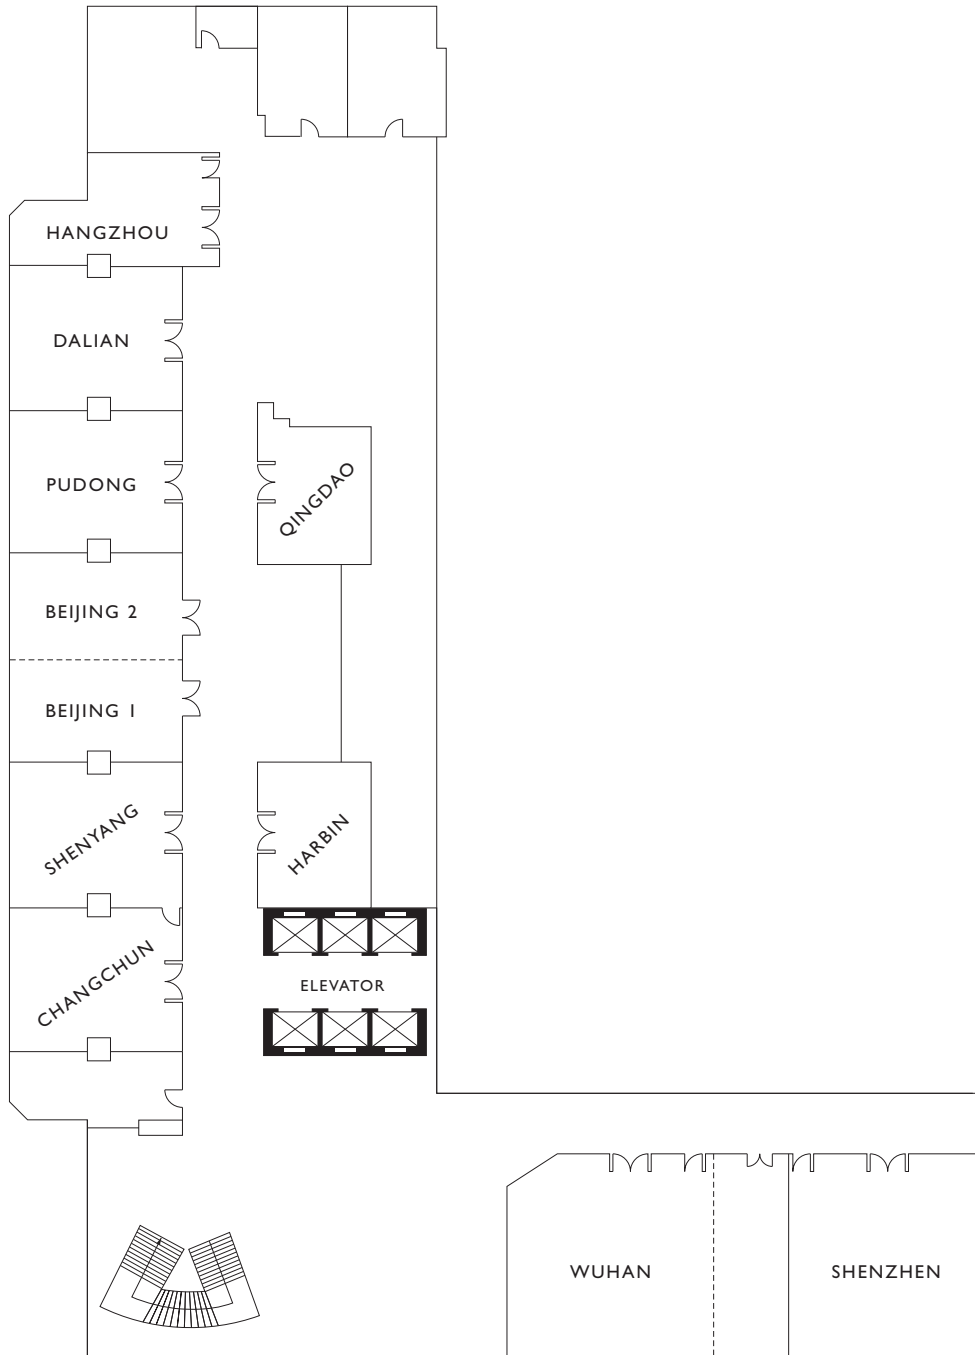 HANGZHOU
DALIAN
PUDONG
QINGDAO
BEIJING 2
BEIJING 1
SHENYANG
HARBIN
CHANGCHUN
ELEVATOR
WUHAN
SHENZHEN